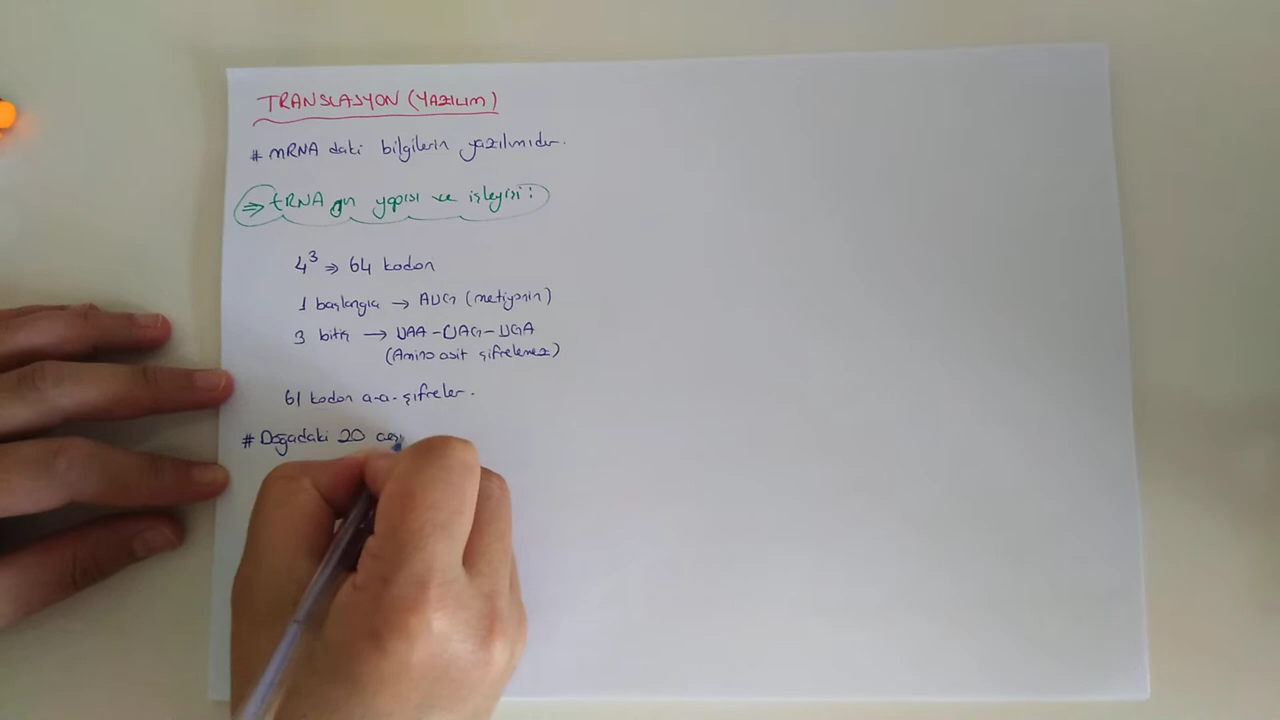 TRANSLASYON (YAZILIM)
# mRNA daki bilgilerin yazılımıdır.
⇒ tRNA nın yapısı ve işleyişi:
4³ ⇒ 64 kodon
1 başlangıç → AUG (metiyonin)
3 bitiş → UAA - UAG - UGA
(Amino asit şifrelemez)
61 kodon a.a. şifreler.
# Doğadaki 20